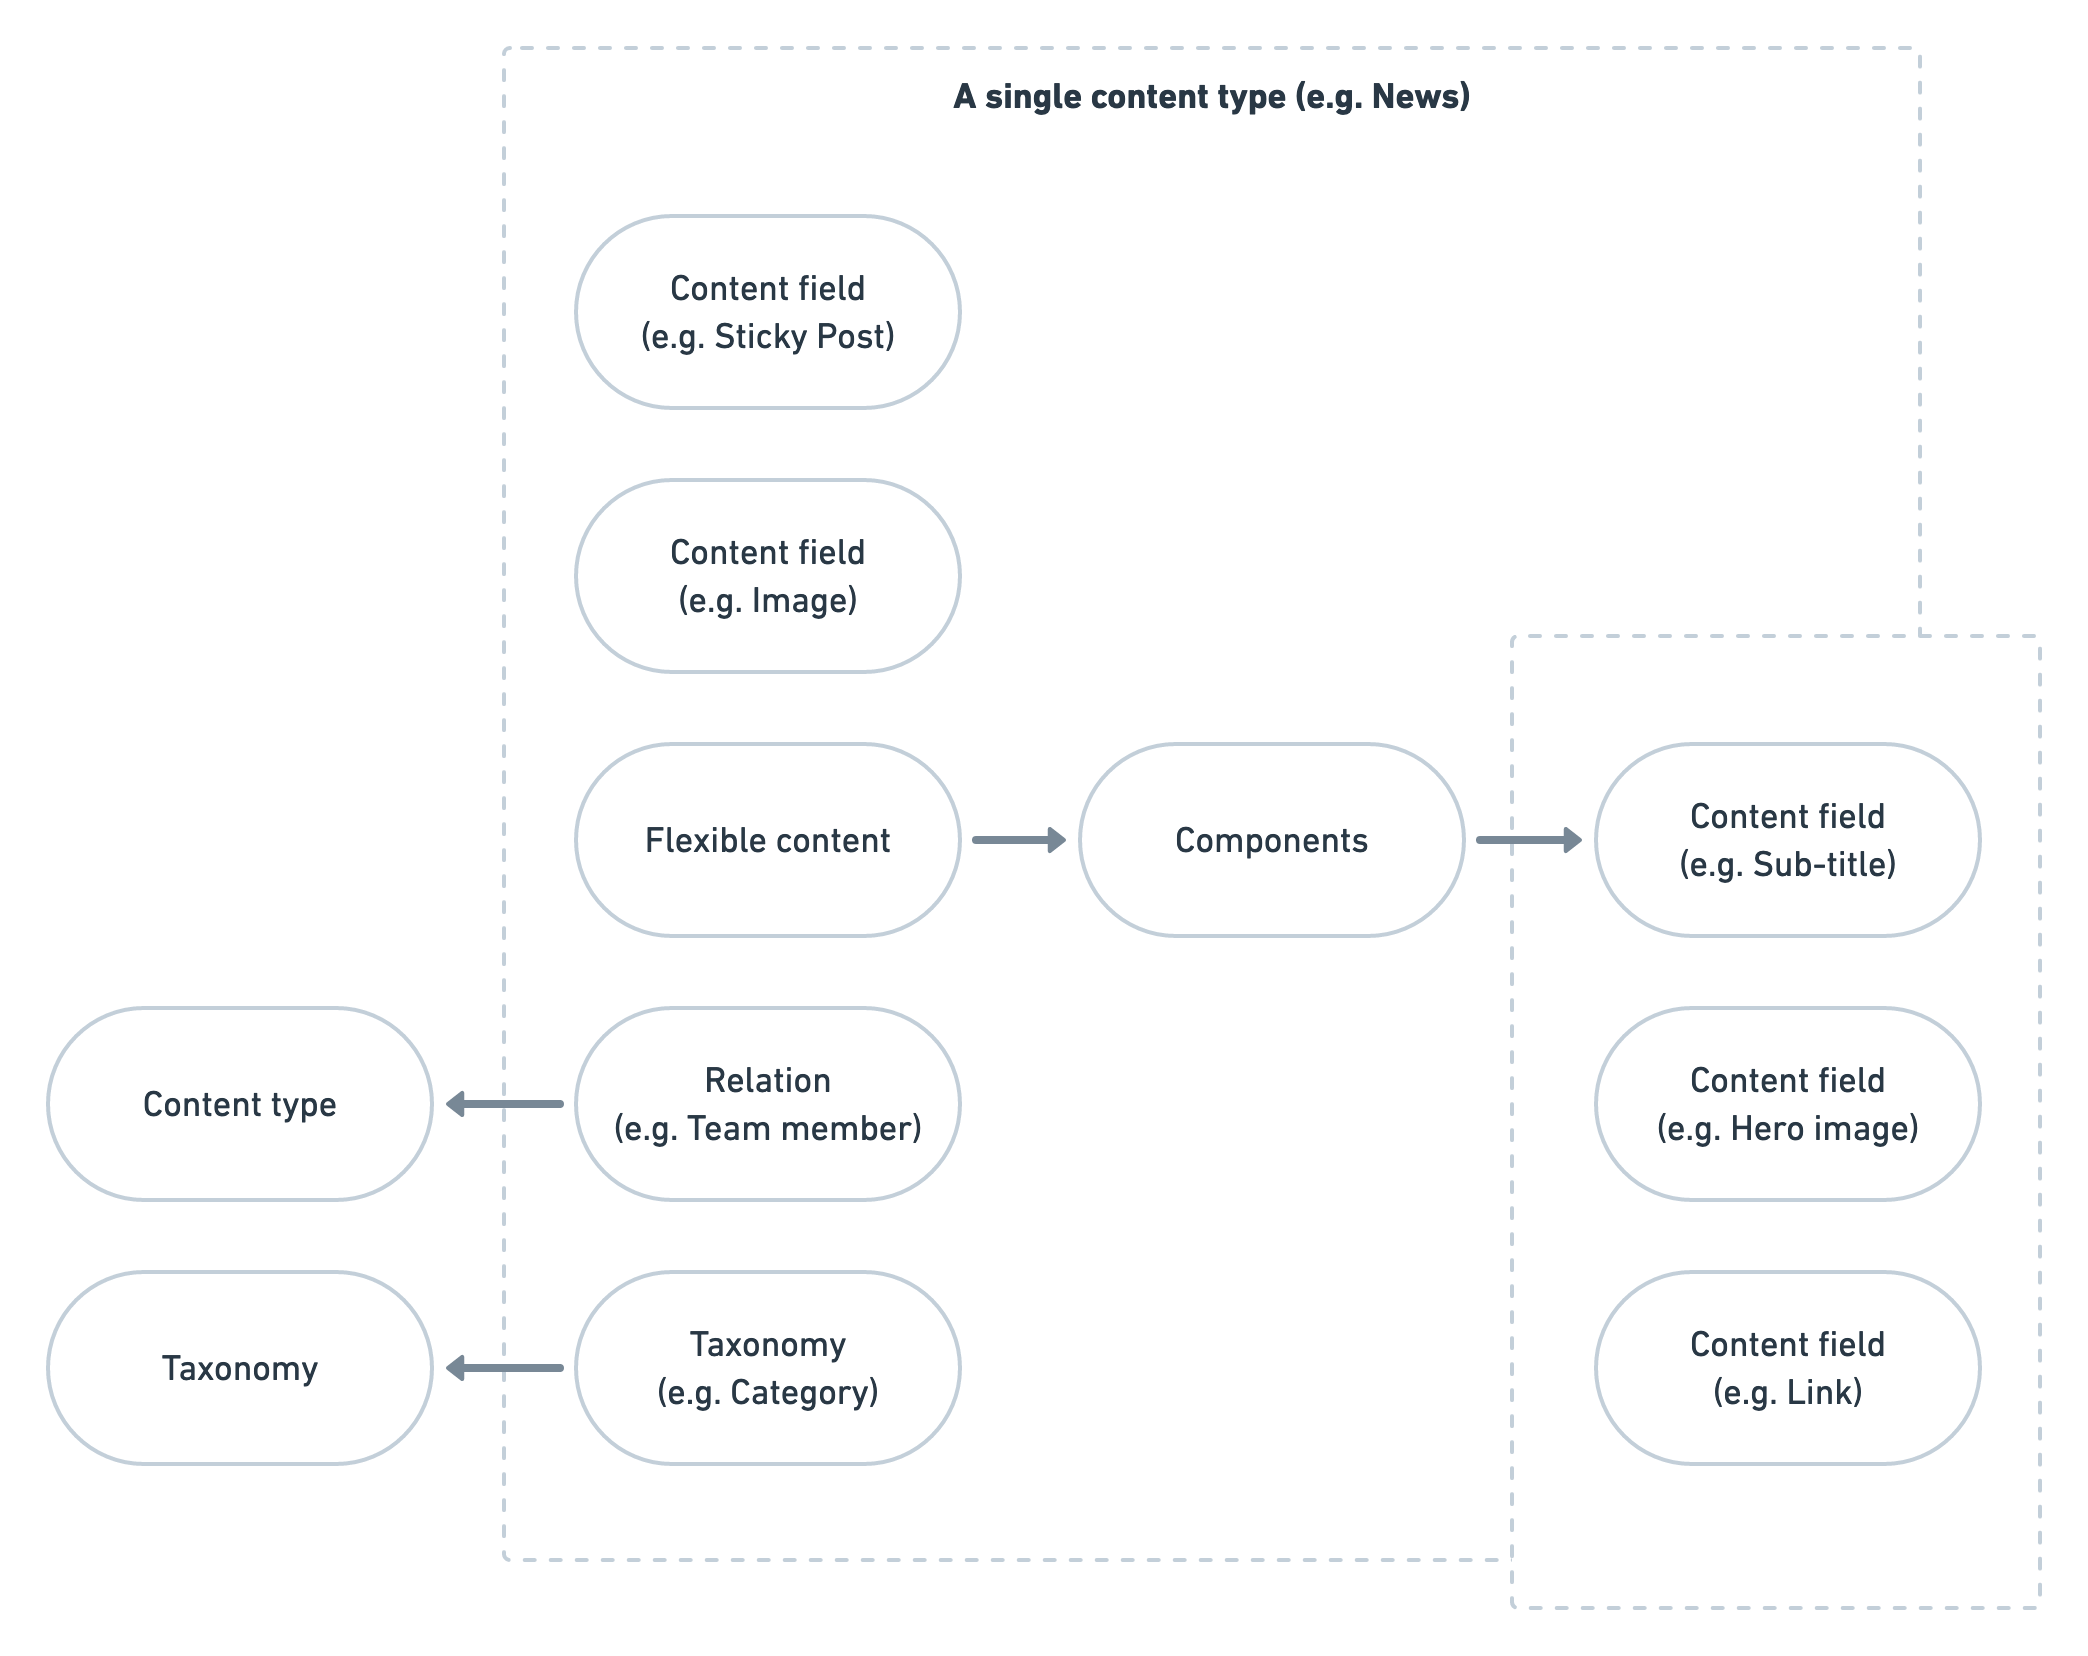 A single content type (e.g. News)
Content field
(e.g. Sticky Post)
Content field
(e.g. Image)
Flexible content
Components
Content field
(e.g. Sub-title)
Content type
Relation
(e.g. Team member)
Content field
(e.g. Hero image)
Taxonomy
Taxonomy
(e.g. Category)
Content field
(e.g. Link)